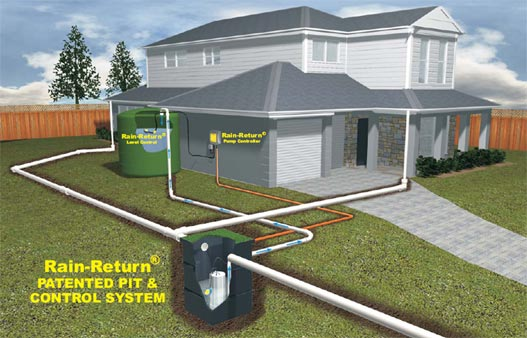 Rain-Return®
Level Control
Rain-Return®
Pump Controller
Rain-Return®
PATENTED PIT &
CONTROL SYSTEM